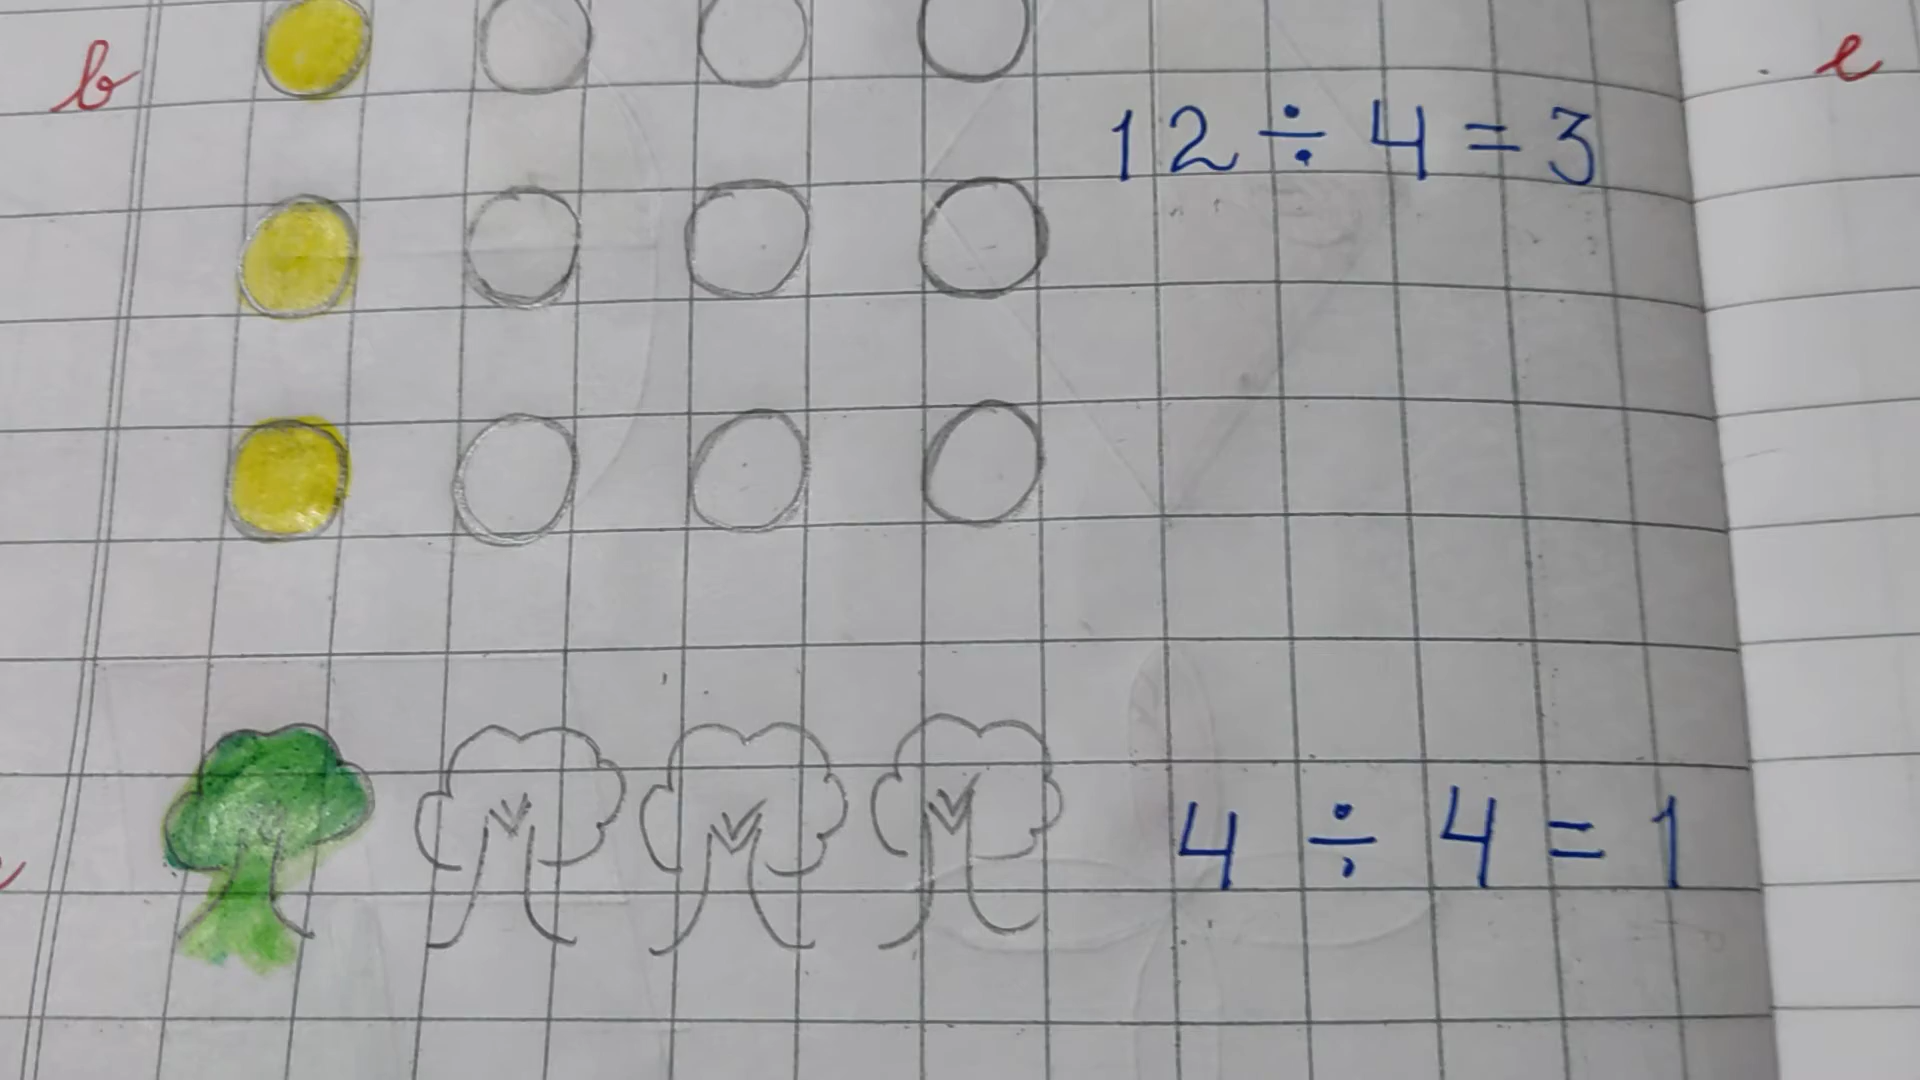 b
12 ÷ 4 = 3
4 ÷ 4 = 1
e